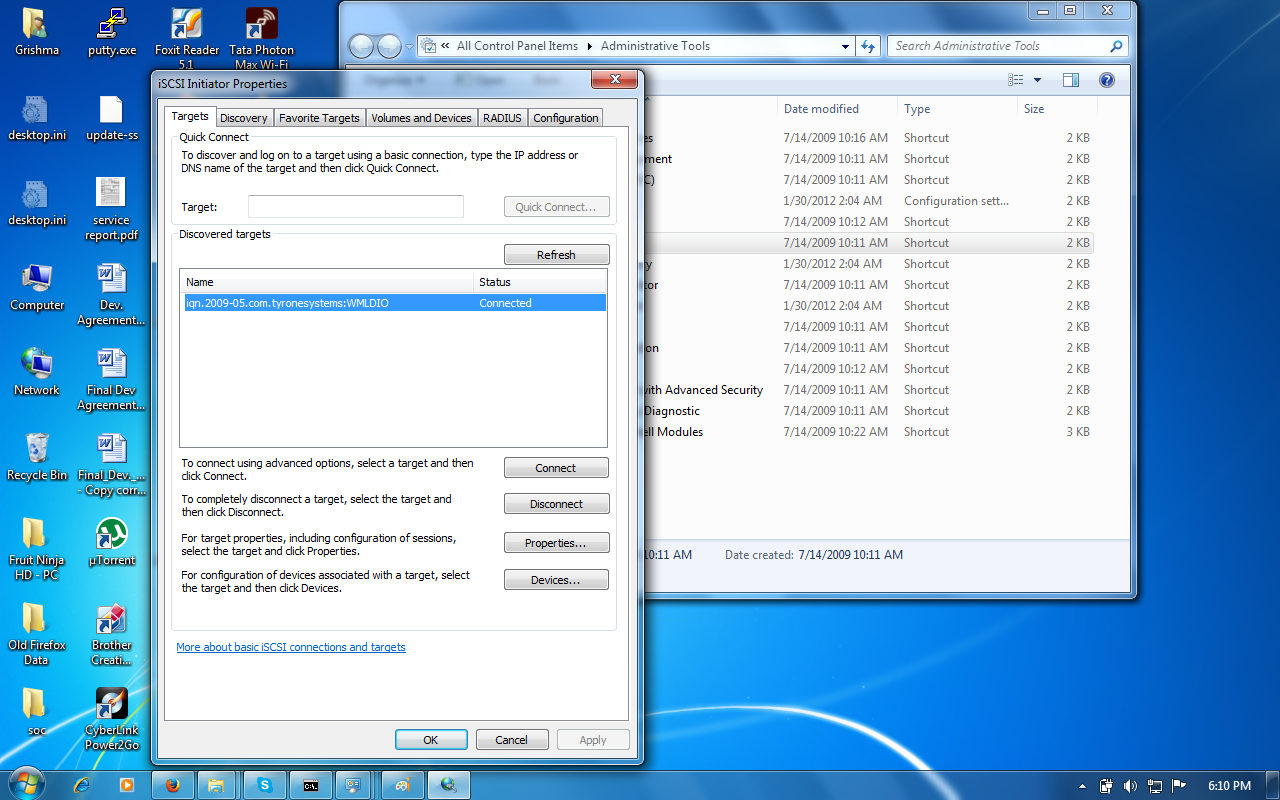 Grishma
putty.exe
Foxit Reader 5.1
Tata Photon Max Wi-Fi
desktop.ini
update-ss
desktop.ini
service report.pdf
Computer
Dev. Agreement...
Network
Final Dev Agreement...
Recycle Bin
Final_Dev._... - Copy corr...
Fruit Ninja HD - PC
µTorrent
Old Firefox Data
Brother Creati...
soc
CyberLink Power2Go
« All Control Panel Items ▸ Administrative Tools
Search Administrative Tools
Date modified Type Size
es 7/14/2009 10:16 AM Shortcut 2 KB
ment 7/14/2009 10:11 AM Shortcut 2 KB
C) 7/14/2009 10:11 AM Shortcut 2 KB
1/30/2012 2:04 AM Configuration sett... 2 KB
7/14/2009 10:12 AM Shortcut 2 KB
7/14/2009 10:11 AM Shortcut 2 KB
y 1/30/2012 2:04 AM Shortcut 2 KB
tor 7/14/2009 10:11 AM Shortcut 2 KB
1/30/2012 2:04 AM Shortcut 2 KB
7/14/2009 10:11 AM Shortcut 2 KB
on 7/14/2009 10:11 AM Shortcut 2 KB
7/14/2009 10:12 AM Shortcut 2 KB
with Advanced Security 7/14/2009 10:11 AM Shortcut 2 KB
Diagnostic 7/14/2009 10:11 AM Shortcut 2 KB
ell Modules 7/14/2009 10:22 AM Shortcut 3 KB
10:11 AM Date created: 7/14/2009 10:11 AM
iSCSI Initiator Properties
Targets Discovery Favorite Targets Volumes and Devices RADIUS Configuration
Quick Connect
To discover and log on to a target using a basic connection, type the IP address or
DNS name of the target and then click Quick Connect.
Target: Quick Connect...
Discovered targets
Refresh
Name Status
iqn.2009-05.com.tyronesystems:WMLDIO Connected
To connect using advanced options, select a target and then
click Connect.
Connect
To completely disconnect a target, select the target and
then click Disconnect.
Disconnect
For target properties, including configuration of sessions,
select the target and click Properties.
Properties...
For configuration of devices associated with a target, select
the target and then click Devices.
Devices...
More about basic iSCSI connections and targets
OK Cancel Apply
6:10 PM